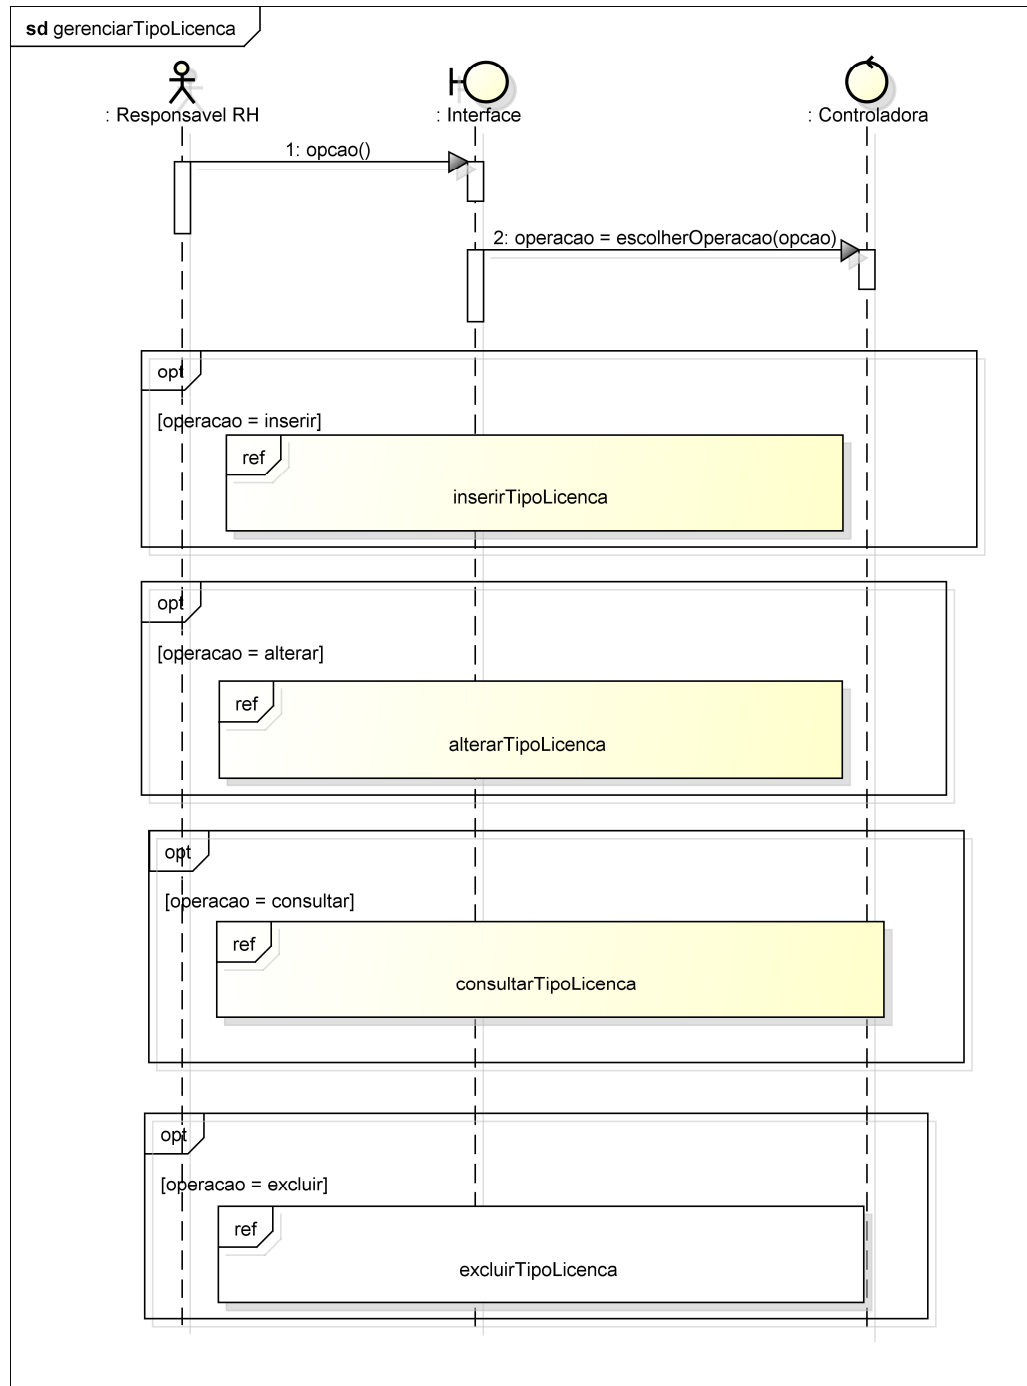 sd gerenciarTipoLicenca
: Responsavel RH
: Interface
: Controladora
1: opcao()
2: operacao = escolherOperacao(opcao)
opt
[operacao = inserir]
ref
inserirTipoLicenca
opt
[operacao = alterar]
ref
alterarTipoLicenca
opt
[operacao = consultar]
ref
consultarTipoLicenca
opt
[operacao = excluir]
ref
excluirTipoLicenca